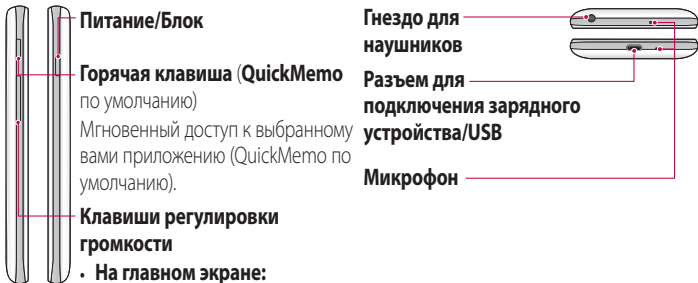 Питание/Блок
Горячая клавиша (QuickMemo
по умолчанию)
Мгновенный доступ к выбранному
вами приложению (QuickMemo по
умолчанию).
Клавиши регулировки
громкости
• На главном экране:
Гнездо для
наушников
Разъем для
подключения зарядного
устройства/USB
Микрофон